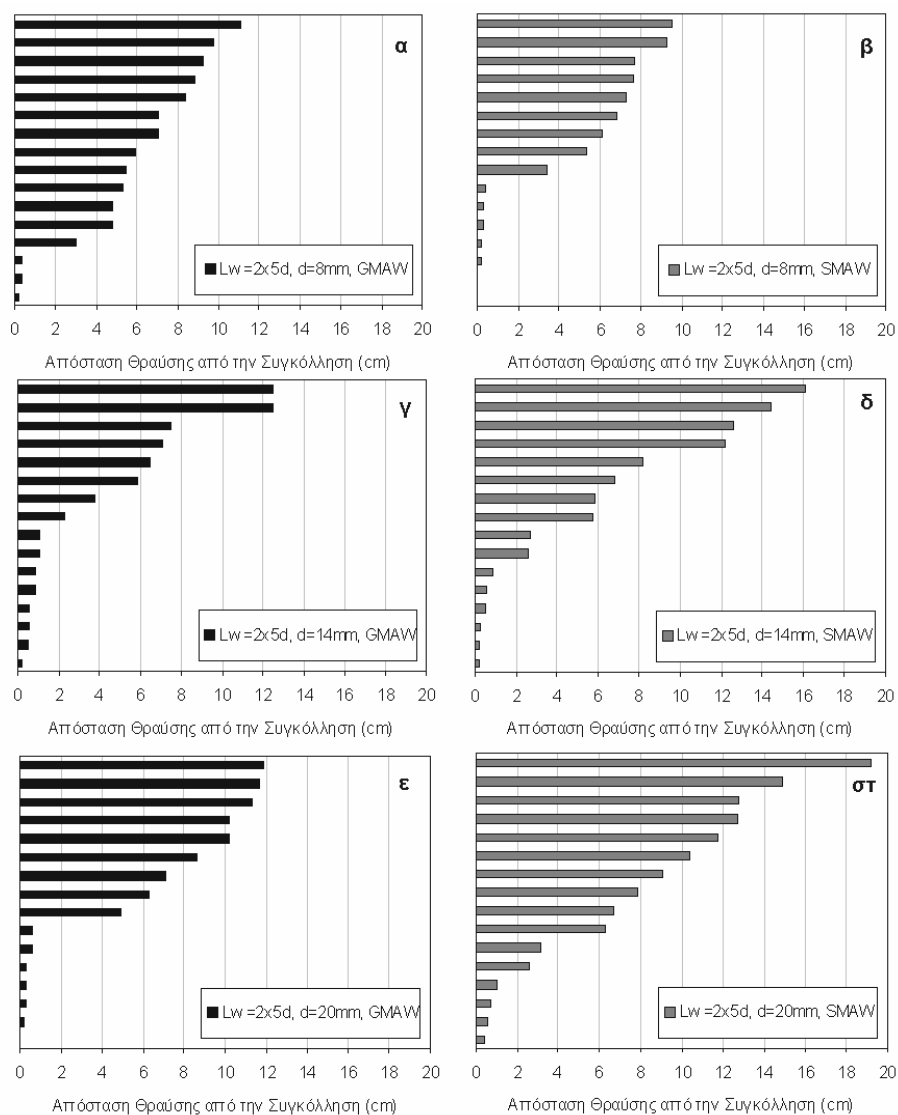 α
Lw =2x5d, d=8mm, GMAW
0 2 4 6 8 10 12 14 16 18 20
Απόσταση Θραύσης από την Συγκόλληση (cm)
β
Lw =2x5d, d=8mm, SMAW
0 2 4 6 8 10 12 14 16 18 20
Απόσταση Θραύσης από την Συγκόλληση (cm)
γ
Lw =2x5d, d=14mm, GMAW
0 2 4 6 8 10 12 14 16 18 20
Απόσταση Θραύσης από την Συγκόλληση (cm)
δ
Lw =2x5d, d=14mm, SMAW
0 2 4 6 8 10 12 14 16 18 20
Απόσταση Θραύσης από την Συγκόλληση (cm)
ε
Lw =2x5d, d=20mm, GMAW
0 2 4 6 8 10 12 14 16 18 20
Απόσταση Θραύσης από την Συγκόλληση (cm)
στ
Lw =2x5d, d=20mm, SMAW
0 2 4 6 8 10 12 14 16 18 20
Απόσταση Θραύσης από την Συγκόλληση (cm)